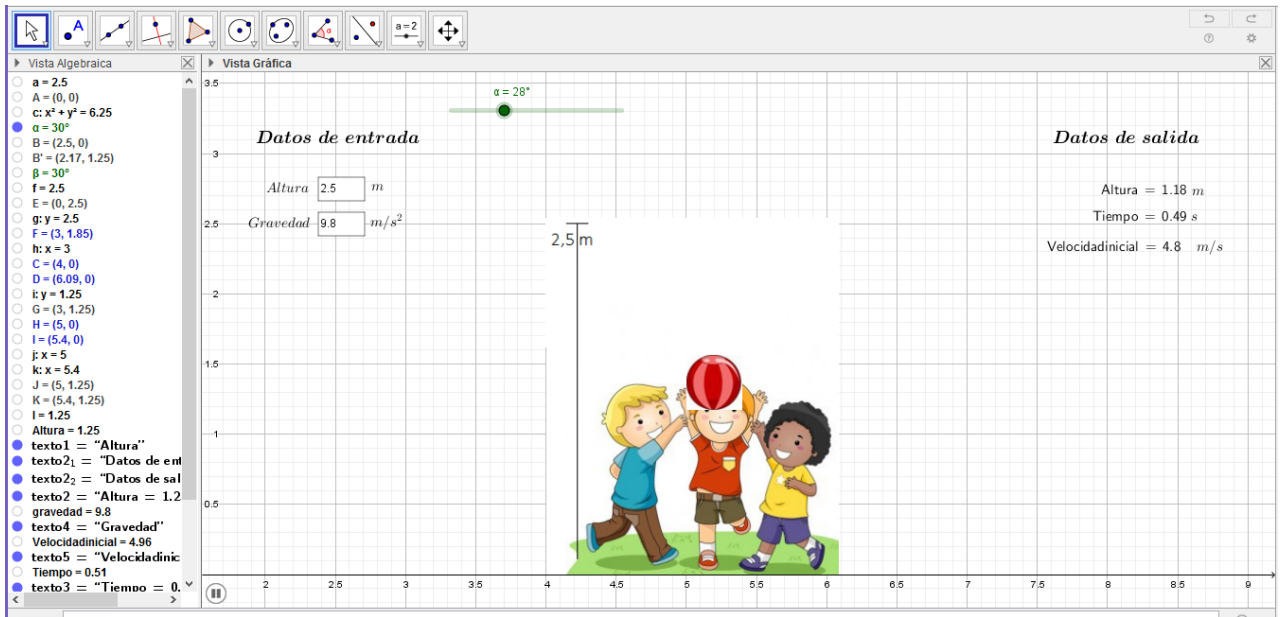 a=2
Vista Algebraica
Vista Gráfica
a = 2.5
A = (0, 0)
c: x² + y² = 6.25
α = 30°
B = (2.5, 0)
B' = (2.17, 1.25)
β = 30°
f = 2.5
E = (0, 2.5)
g: y = 2.5
F = (3, 1.85)
h: x = 3
C = (4, 0)
D = (6.09, 0)
i: y = 1.25
G = (3, 1.25)
H = (5, 0)
I = (5.4, 0)
j: x = 5
k: x = 5.4
J = (5, 1.25)
K = (5.4, 1.25)
l = 1.25
Altura = 1.25
texto1 = “Altura”
texto2₁ = “Datos de ent
texto2₂ = “Datos de sal
texto2 = “Altura = 1.2
gravedad = 9.8
texto4 = “Gravedad”
Velocidadinicial = 4.96
texto5 = “Velocidadinic
Tiempo = 0.51
texto3 = “Tiempo = 0.
α = 28°
Datos de entrada
Altura 2.5 m
Gravedad 9.8 m/s²
2,5 m
Datos de salida
Altura = 1.18 m
Tiempo = 0.49 s
Velocidadinicial = 4.8 m/s
3.5
3
2.5
2
1.5
1
0.5
2 2.5 3 3.5 4 4.5 5 5.5 6 6.5 7 7.5 8 8.5 9